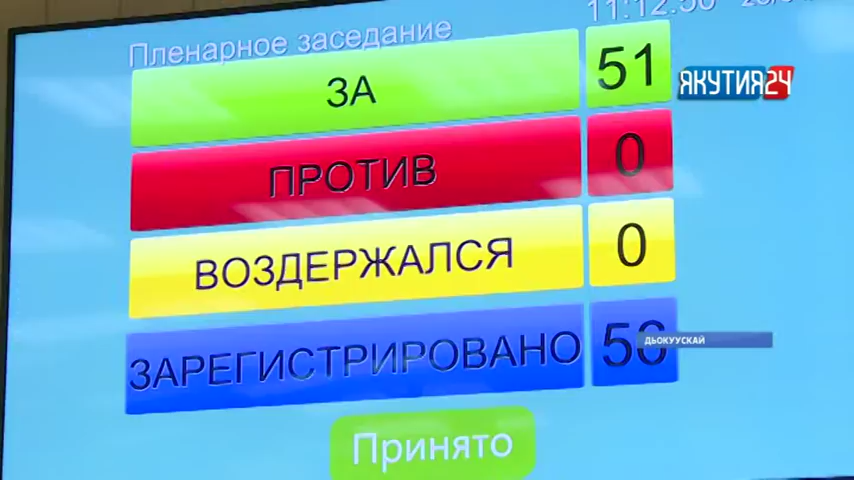 Пленарное заседание
ЗА 51
ЯКУТИЯ24
ПРОТИВ 0
ВОЗДЕРЖАЛСЯ 0
ЗАРЕГИСТРИРОВАНО
ДЬОКУУСКАЙ
Принято